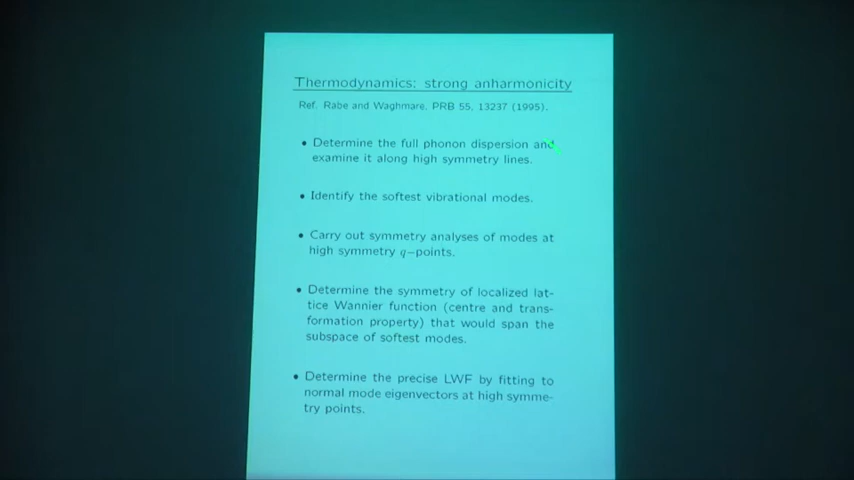 Thermodynamics: strong anharmonicity
Ref. Rabe and Waghmare, PRB 55, 13237 (1995).
• Determine the full phonon dispersion and
examine it along high symmetry lines.
• Identify the softest vibrational modes.
• Carry out symmetry analyses of modes at
high symmetry q−points.
• Determine the symmetry of localized lat-
tice Wannier function (centre and trans-
formation property) that would span the
subspace of softest modes.
• Determine the precise LWF by fitting to
normal mode eigenvectors at high symme-
try points.